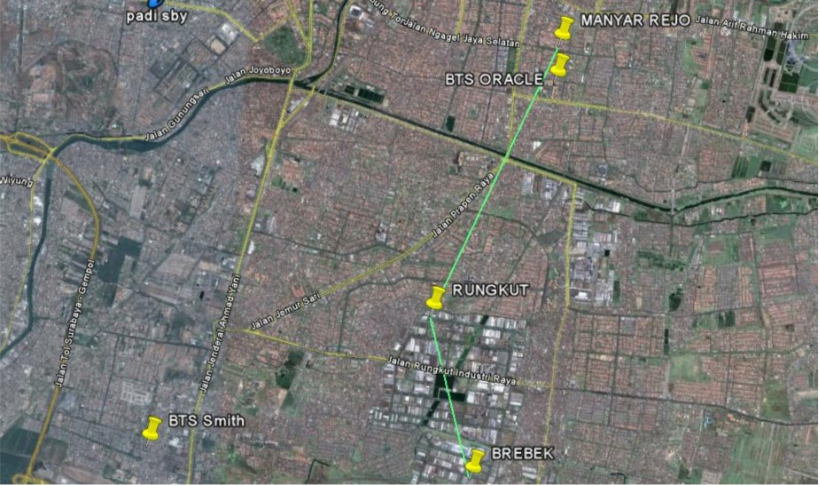 padi sby
Jalan Ngagel Jaya Selatan
MANYAR REJO
Jalan Arif Rahman Hakim
Jalan Joyoboyo
BTS ORACLE
Jalan Gunungsari
Wiyung
Jalan Prapen Raya
RUNGKUT
Jalan Jemur Sari
Jalan Tol Surabaya - Gempol
Jalan Jenderal Ahmad Yani
Jalan Rungkut Industri Raya
BTS Smith
BREBEK